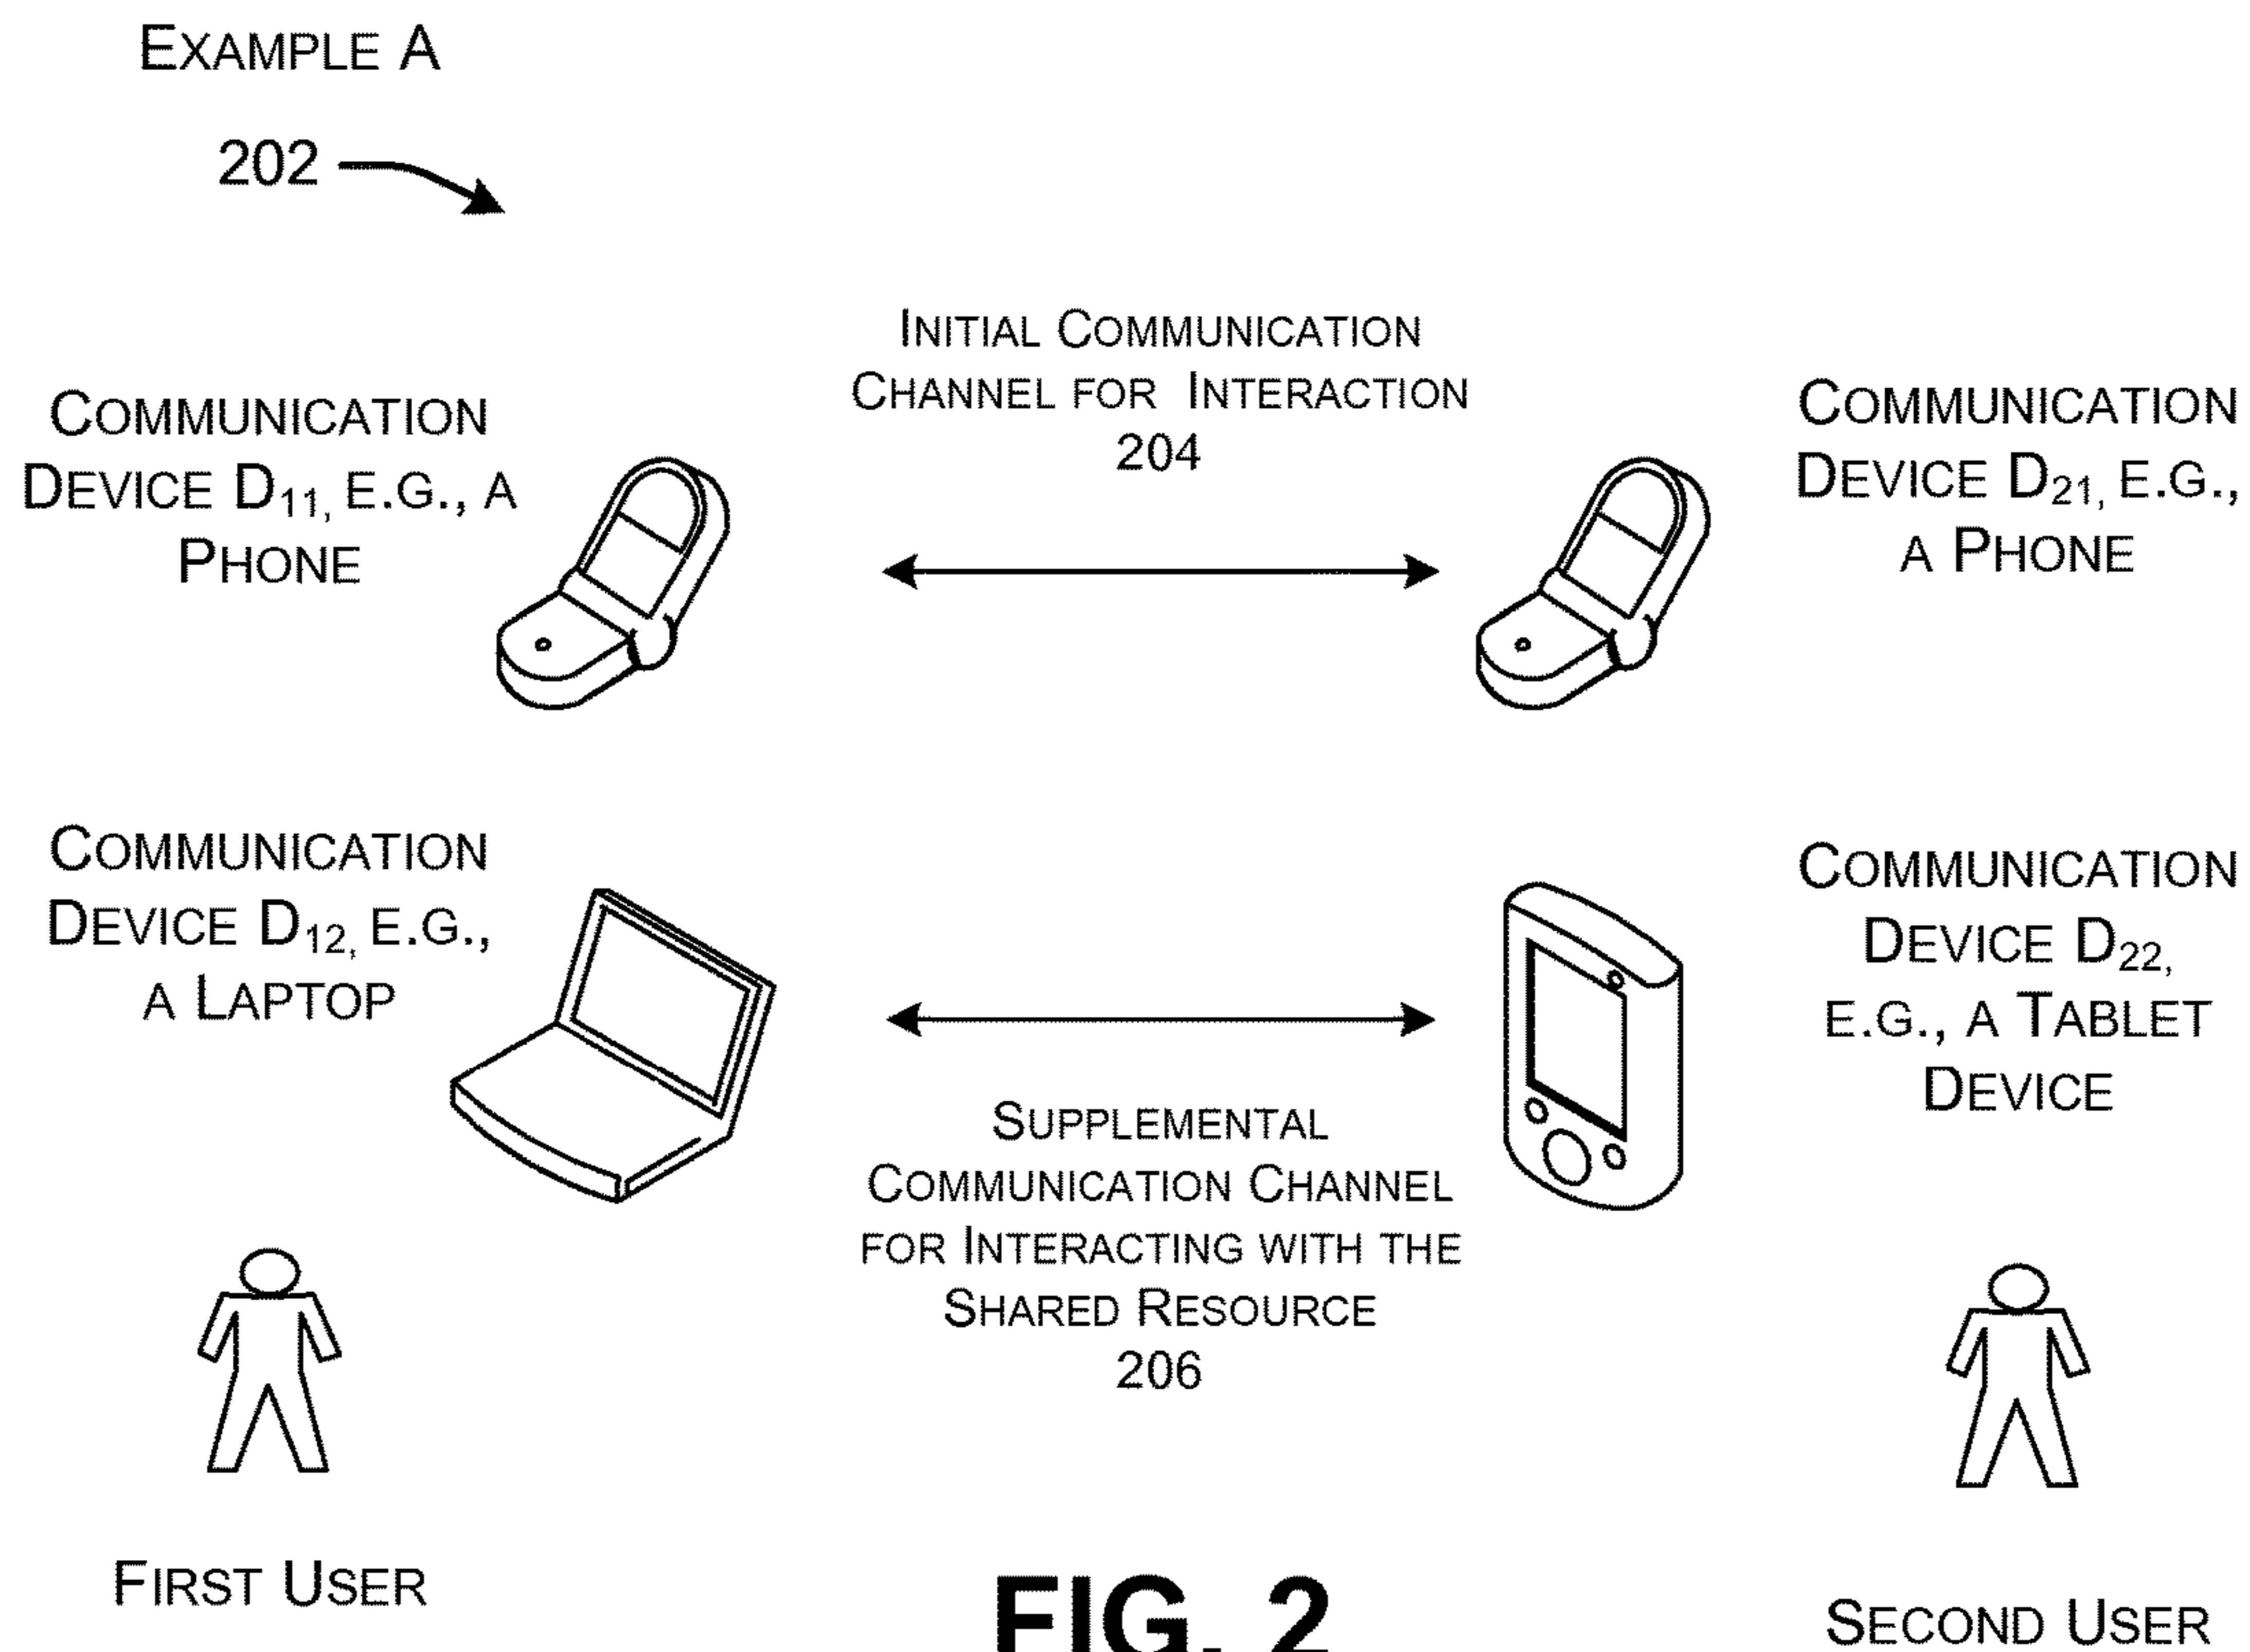 EXAMPLE A
202
INITIAL COMMUNICATION
CHANNEL FOR INTERACTION
204
COMMUNICATION
DEVICE D11, E.G., A
PHONE
COMMUNICATION
DEVICE D21, E.G.,
A PHONE
COMMUNICATION
DEVICE D12, E.G.,
A LAPTOP
COMMUNICATION
DEVICE D22,
E.G., A TABLET
DEVICE
SUPPLEMENTAL
COMMUNICATION CHANNEL
FOR INTERACTING WITH THE
SHARED RESOURCE
206
FIRST USER
SECOND USER
FIG. 2